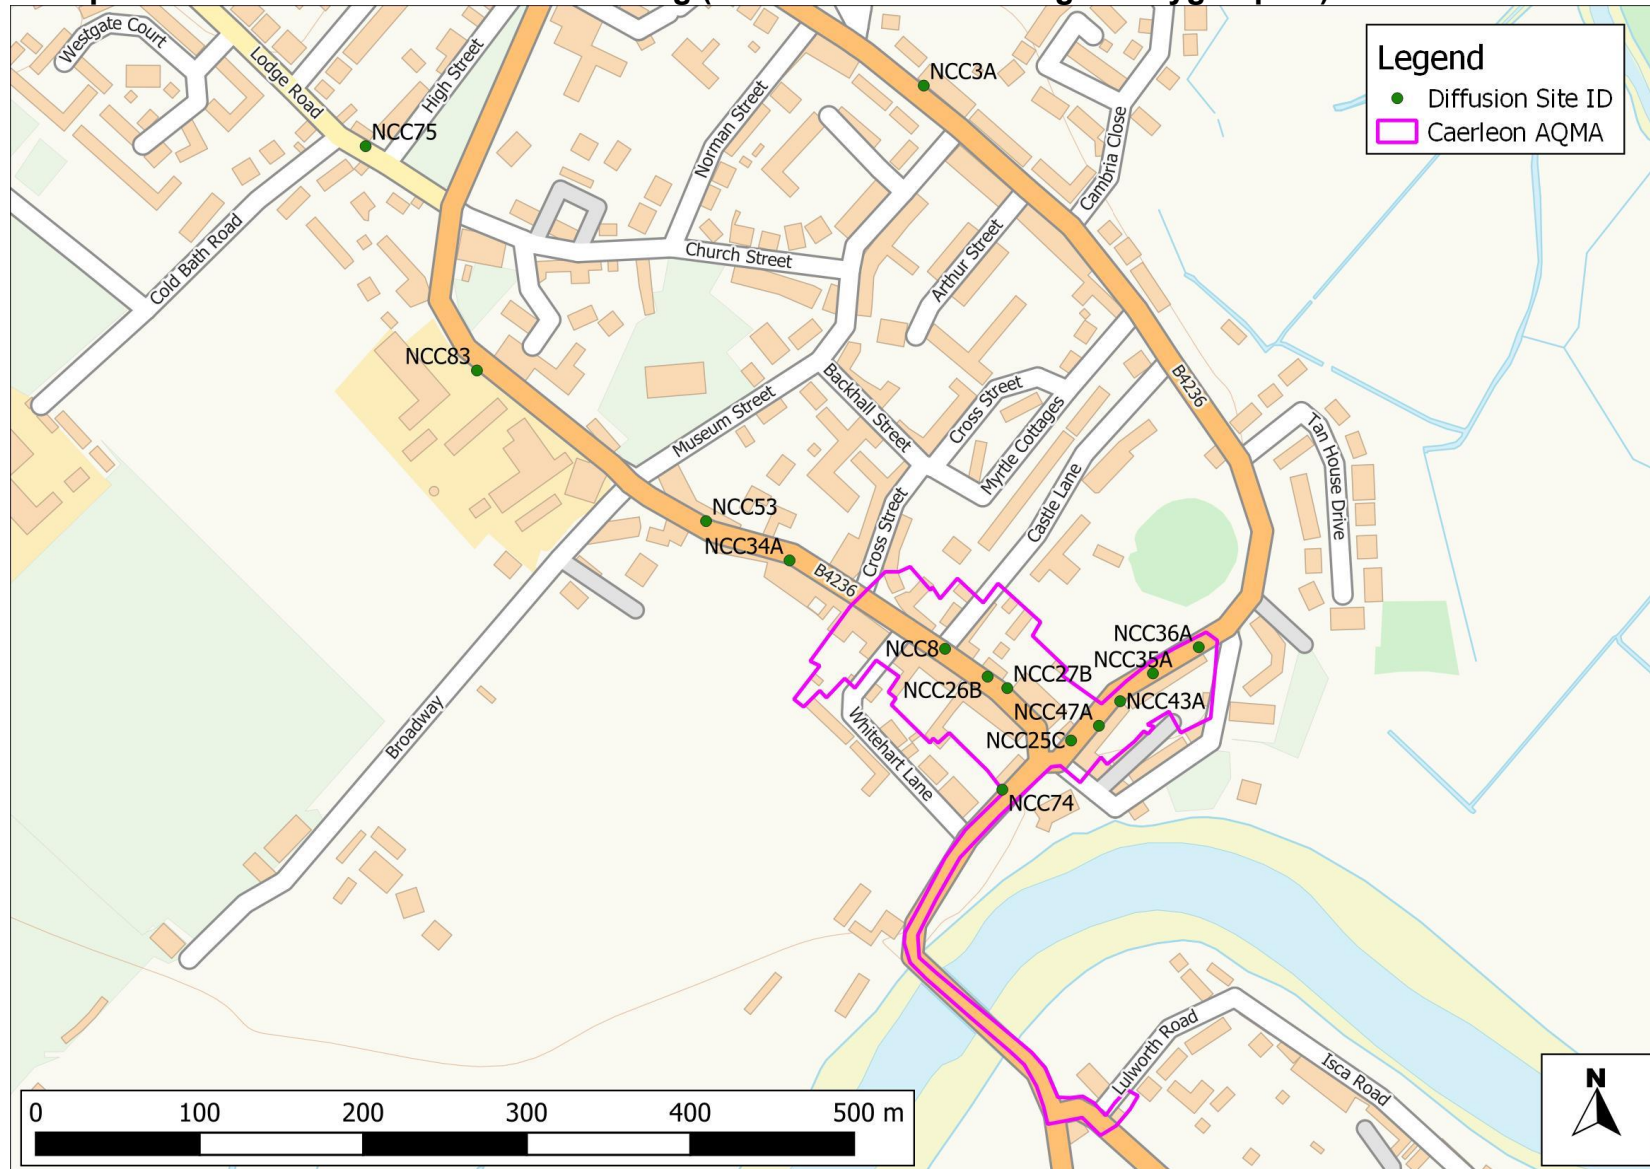 Westgate Court
Lodge Road
High Street
NCC75
NCC3A
Legend
Diffusion Site ID
Caerleon AQMA
Norman Street
Cambria Close
Cold Bath Road
Church Street
Arthur Street
NCC83
Museum Street
Backhall Street
Cross Street
Myrtle Cottages
B4236
Tan House Drive
Castle Lane
Cross Street
NCC53
NCC34A
B4236
NCC8
NCC36A
NCC35A
NCC27B
NCC26B
NCC43A
NCC47A
NCC25C
Whitehart Lane
NCC74
Broadway
Lulworth Road
Isca Road
N
0 100 200 300 400 500 m